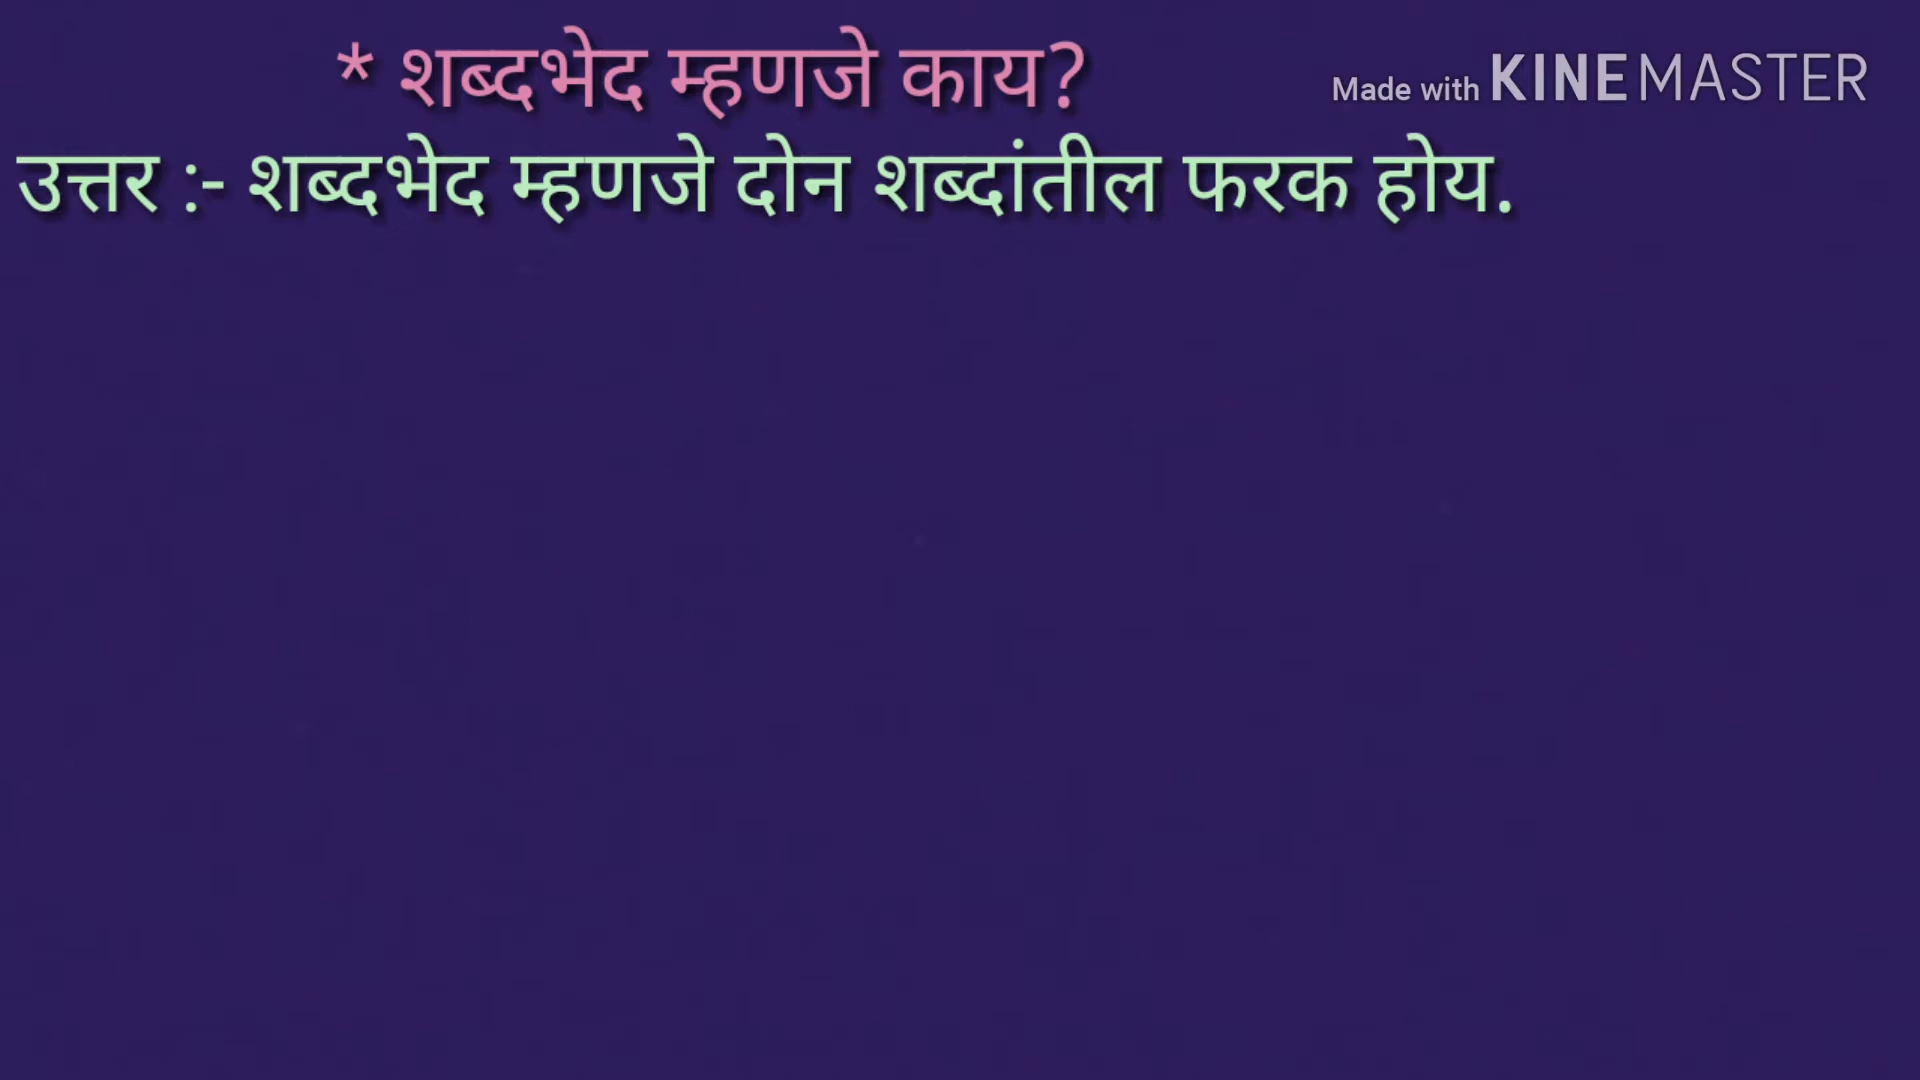 * शब्दभेद म्हणजे काय?
Made with KINEMASTER
उत्तर :- शब्दभेद म्हणजे दोन शब्दांतील फरक होय.